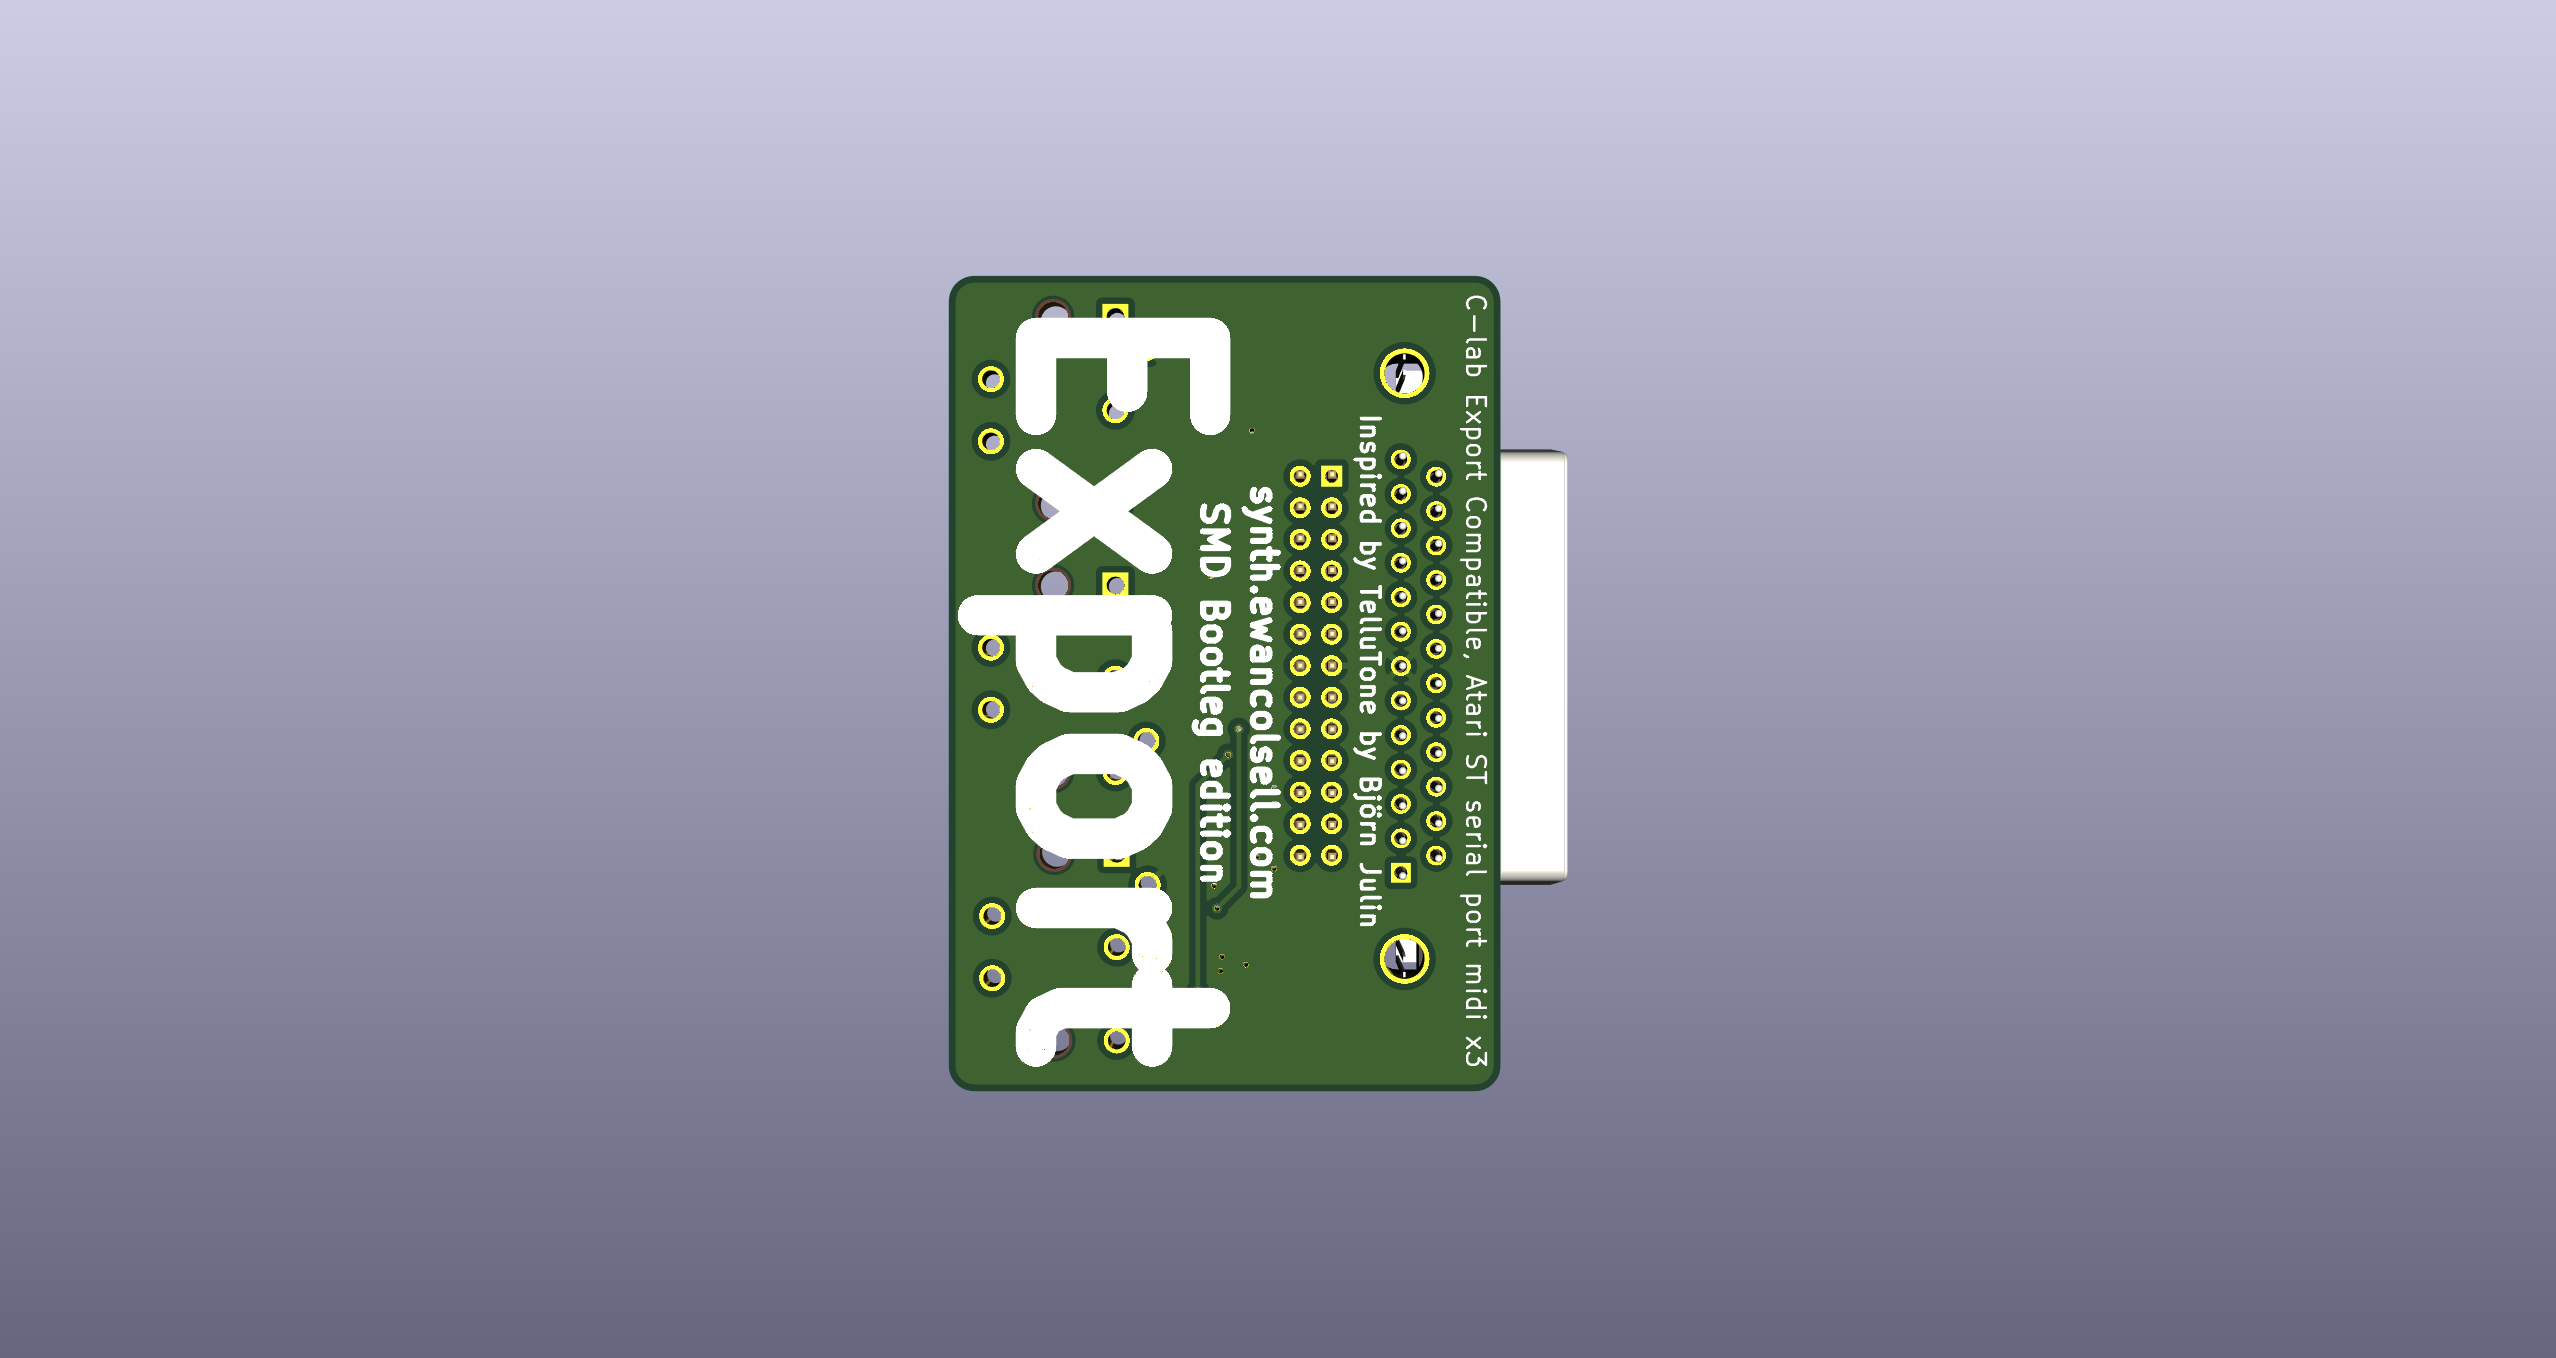 C-lab Export Compatible, Atari ST serial port midi x3
Inspired by TelluTone by Björn Julin
synth.ewancolsell.com
SMD Bootleg edition
Export